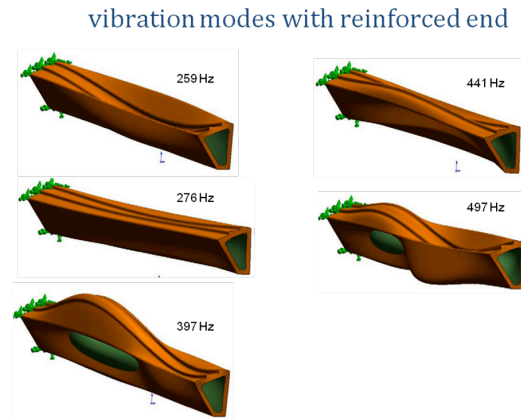 vibration modes with reinforced end
259 Hz
441 Hz
276 Hz
497 Hz
397 Hz